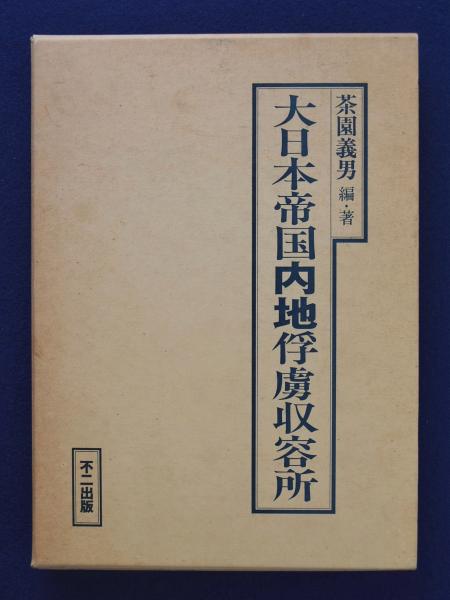 茶園義男 編・著
大日本帝国内地俘虜収容所
不二出版